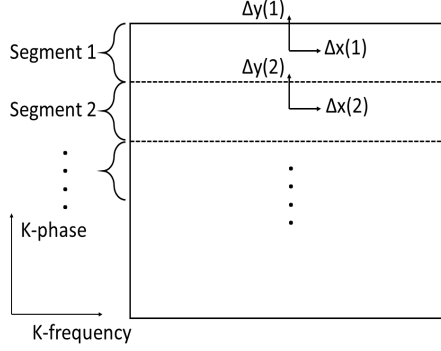 Δy(1)
Segment 1
Δx(1)
Δy(2)
Segment 2
Δx(2)
K-phase
K-frequency